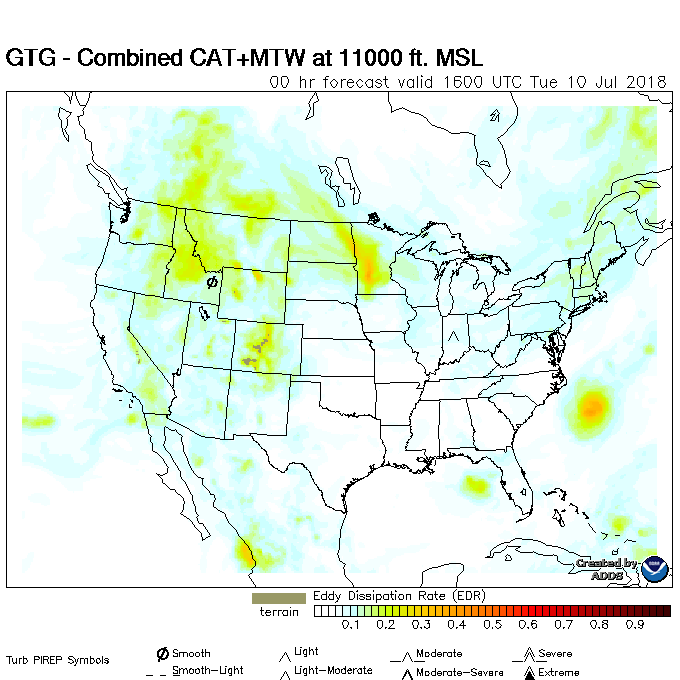 GTG - Combined CAT+MTW at 11000 ft. MSL
00 hr forecast valid 1600 UTC Tue 10 Jul 2018
Created by
ADDS
terrain
Eddy Dissipation Rate (EDR)
0.1 0.2 0.3 0.4 0.5 0.6 0.7 0.8 0.9
Turb PIREP Symbols
Smooth Light Moderate Severe
Smooth-Light Light-Moderate Moderate-Severe Extreme